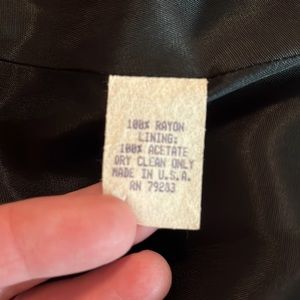 100% RAYON
LINING:
100% ACETATE
DRY CLEAN ONLY
MADE IN U.S.A.
RN 79283